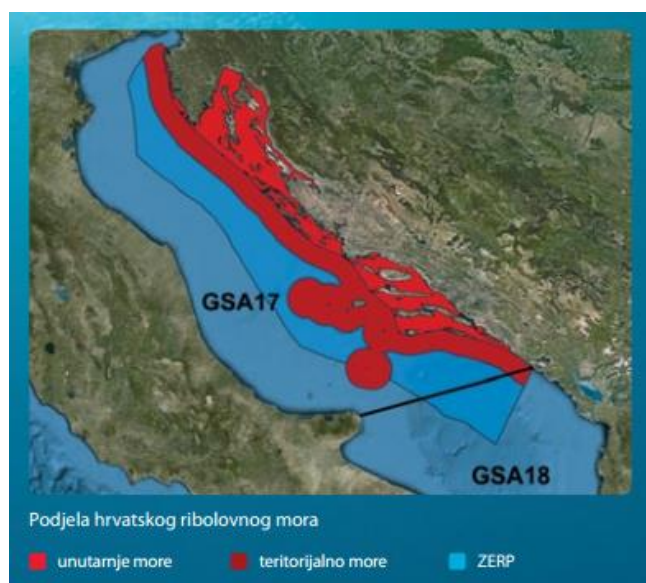 GSA17
GSA18
Podjela hrvatskog ribolovnog mora
unutarnje more teritorijalno more ZERP